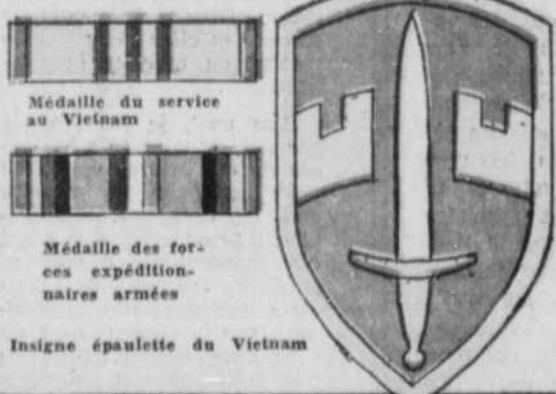 Médaille du service
au Vietnam
Médaille des for-
ces expédition-
naires armées
Insigne épaulette du Vietnam